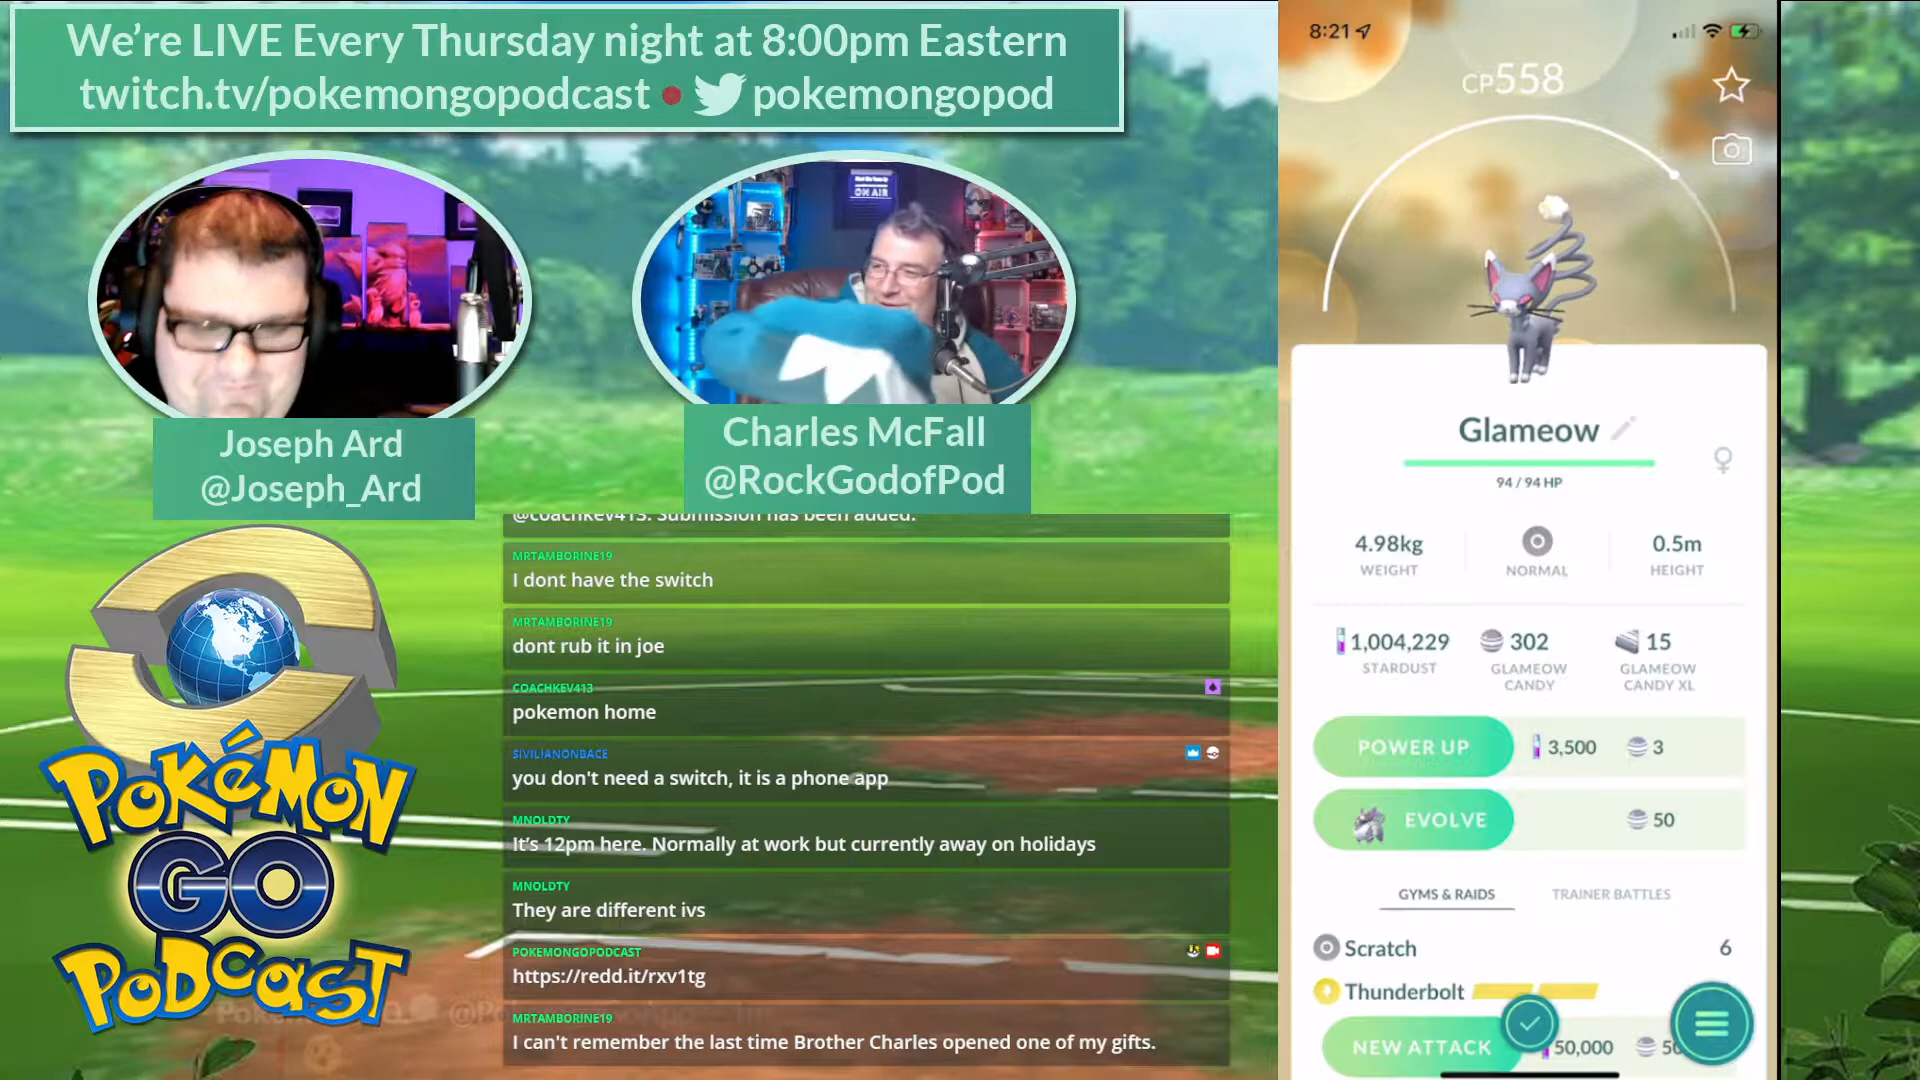 We're LIVE Every Thursday night at 8:00pm Eastern
twitch.tv/pokemongopodcast • pokemongopod
ON AIR
Joseph Ard
@Joseph_Ard
Charles McFall
@RockGodofPod
@coachkev413. Submission has been added.
MRTAMBORINE19
I dont have the switch
MRTAMBORINE19
dont rub it in joe
COACHKEV413
pokemon home
SIVILIANONBACE
you don't need a switch, it is a phone app
MNOLDTY
It's 12pm here. Normally at work but currently away on holidays
MNOLDTY
They are different ivs
POKEMONGOPODCAST
https://redd.it/rxv1tg
MRTAMBORINE19
I can't remember the last time Brother Charles opened one of my gifts.
POKéMON
GO
PODCAST
8:21
CP558
Glameow
94 / 94 HP
4.98kg
WEIGHT
NORMAL
0.5m
HEIGHT
1,004,229
STARDUST
302
GLAMEOW
CANDY
15
GLAMEOW
CANDY XL
POWER UP 3,500 3
EVOLVE 50
GYMS & RAIDS TRAINER BATTLES
Scratch 6
Thunderbolt
NEW ATTACK 50,000